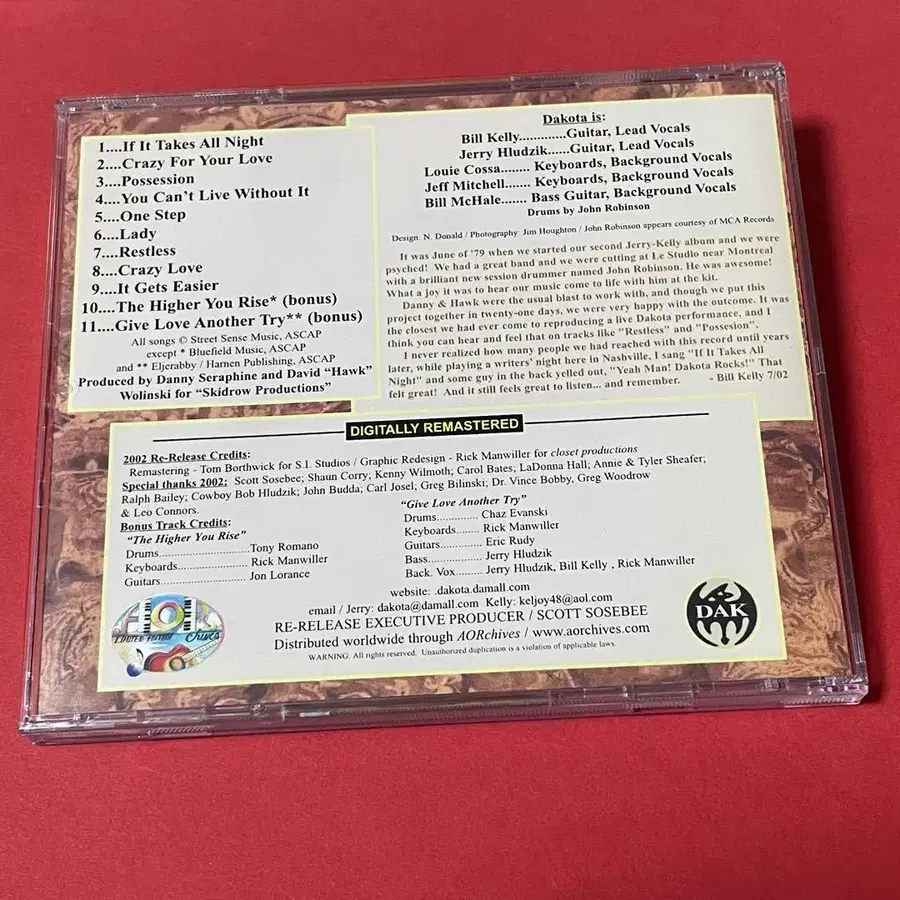 1....If It Takes All Night
2....Crazy For Your Love
3....Possession
4....You Can't Live Without It
5....One Step
6....Lady
7....Restless
8....Crazy Love
9....It Gets Easier
10....The Higher You Rise* (bonus)
11....Give Love Another Try** (bonus)
All songs © Street Sense Music, ASCAP
except * Bluefield Music, ASCAP
and ** Eljerabby / Harnen Publishing, ASCAP
Produced by Danny Seraphine and David “Hawk”
Wolinski for “Skidrow Productions”
Dakota is:
Bill Kelly............Guitar, Lead Vocals
Jerry Hludzik......Guitar, Lead Vocals
Louie Cossa........ Keyboards, Background Vocals
Jeff Mitchell....... Keyboards, Background Vocals
Bill McHale....... Bass Guitar, Background Vocals
Drums by John Robinson
Design: N. Donald / Photography: Jim Houghton / John Robinson appears courtesy of MCA Records
It was June of '79 when we started our second Jerry-Kelly album and we were
psyched! We had a great band and we were cutting at Le Studio near Montreal
with a brilliant new session drummer named John Robinson. He was awesome!
What a joy it was to hear our music come to life with him at the kit.
Danny & Hawk were the usual blast to work with, and though we put this
project together in twenty-one days, we were very happy with the outcome. It was
the closest we had ever come to reproducing a live Dakota performance, and I
think you can hear and feel that on tracks like "Restless" and "Possesion",
I never realized how many people we had reached with this record until years
later, while playing a writers' night here in Nashville, I sang "If It Takes All
Night" and some guy in the back yelled out, "Yeah Man! Dakota Rocks!" That
felt great! And it still feels great to listen... and remember. - Bill Kelly 7/02
DIGITALLY REMASTERED
2002 Re-Release Credits:
Remastering - Tom Borthwick for S.I. Studios / Graphic Redesign - Rick Manwiller for closet productions
Special thanks 2002: Scott Sosebee, Shaun Corry; Kenny Wilmoth; Carol Bates; LaDonna Hall; Annie & Tyler Sheafer;
Ralph Bailey; Cowboy Bob Hludzik; John Budda; Carl Josel; Greg Bilinski; Dr. Vince Bobby, Greg Woodrow
& Leo Connors.
Bonus Track Credits:
“The Higher You Rise”
Drums..............................Tony Romano
Keyboards........................ Rick Manwiller
Guitars............................. Jon Lorance
“Give Love Another Try”
Drums............. Chaz Evanski
Keyboards........ Rick Manwiller
Guitars............. Eric Rudy
Bass.................. Jerry Hludzik
Back. Vox......... Jerry Hludzik, Bill Kelly , Rick Manwiller
website: .dakota.damall.com
email / Jerry: dakota@damall.com Kelly: keljoy48@aol.com
RE-RELEASE EXECUTIVE PRODUCER / SCOTT SOSEBEE
Distributed worldwide through AORchives / www.aorchives.com
WARNING: All rights reserved. Unauthorized duplication is a violation of applicable laws.
AOR
LIMITED EDITION
Chives
DAK